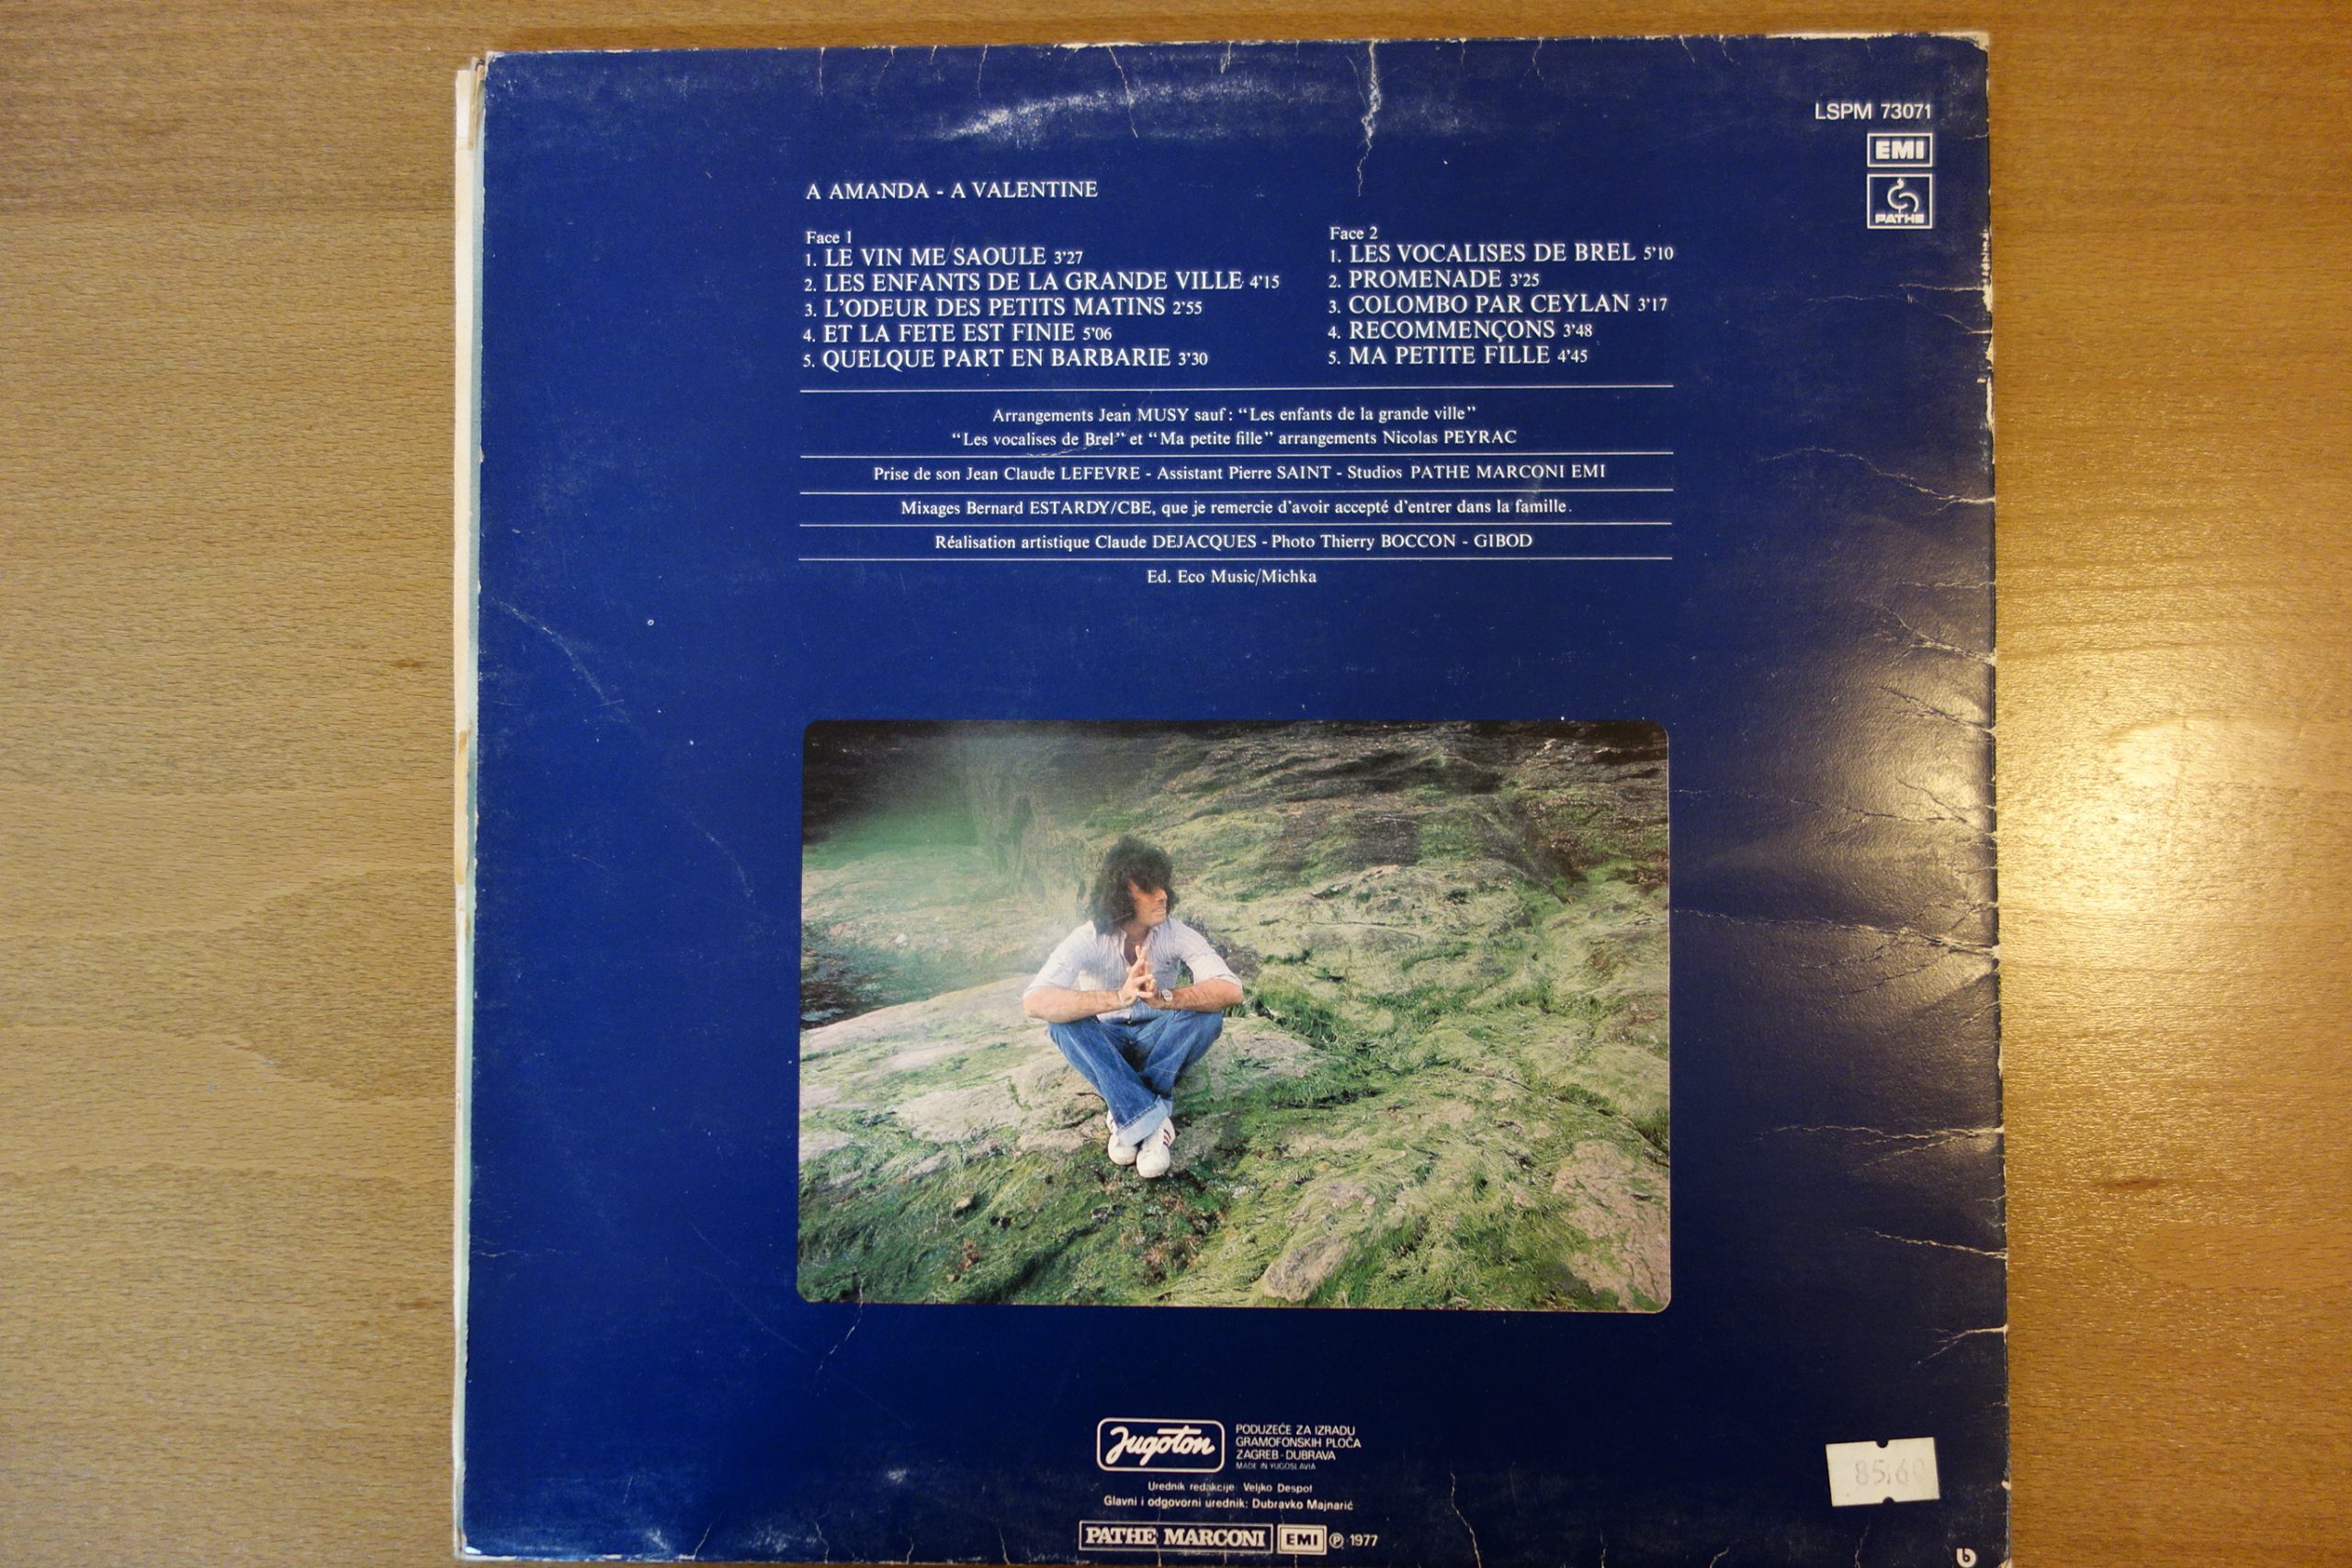 LSPM 73071
EMI
PATHE
A AMANDA - A VALENTINE
Face 1
1. LE VIN ME SAOULE 3'27
2. LES ENFANTS DE LA GRANDE VILLE 4'15
3. L'ODEUR DES PETITS MATINS 2'55
4. ET LA FETE EST FINIE 5'06
5. QUELQUE PART EN BARBARIE 3'30
Face 2
1. LES VOCALISES DE BREL 5'10
2. PROMENADE 3'25
3. COLOMBO PAR CEYLAN 3'17
4. RECOMMENÇONS 3'48
5. MA PETITE FILLE 4'45
Arrangements Jean MUSY sauf : "Les enfants de la grande ville"
"Les vocalises de Brel" et "Ma petite fille" arrangements Nicolas PEYRAC
Prise de son Jean Claude LEFEVRE - Assistant Pierre SAINT - Studios PATHE MARCONI EMI
Mixages Bernard ESTARDY/CBE, que je remercie d'avoir accepté d'entrer dans la famille.
Réalisation artistique Claude DEJACQUES - Photo Thierry BOCCON - GIBOD
Ed. Eco Music/Michka
Jugoton
PODUZEĆE ZA IZRADU
GRAMOFONSKIH PLOČA
ZAGREB - DUBRAVA
MADE IN YUGOSLAVIA
Urednik redakcije Veljko Despot
Glavni i odgovorni urednik: Dubravko Majnarić
PATHE MARCONI EMI ℗ 1977
85,60
b